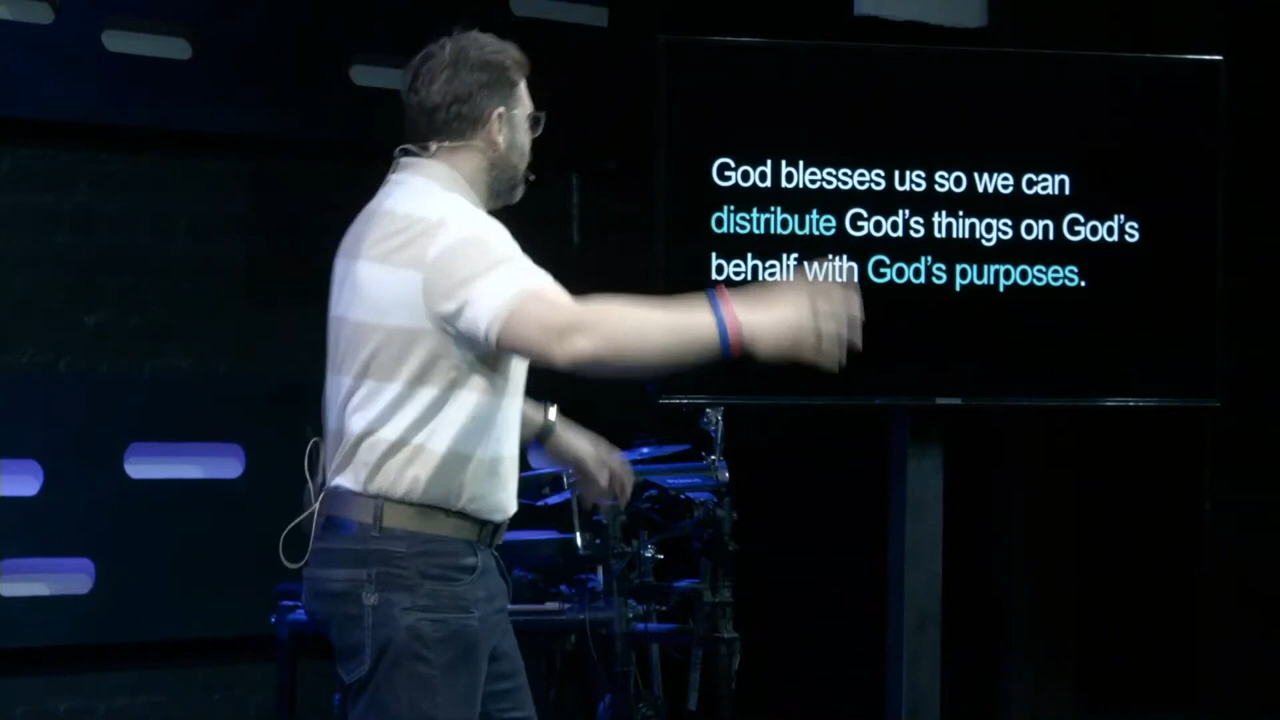 God blesses us so we can
distribute God's things on God's
behalf with God's purposes.